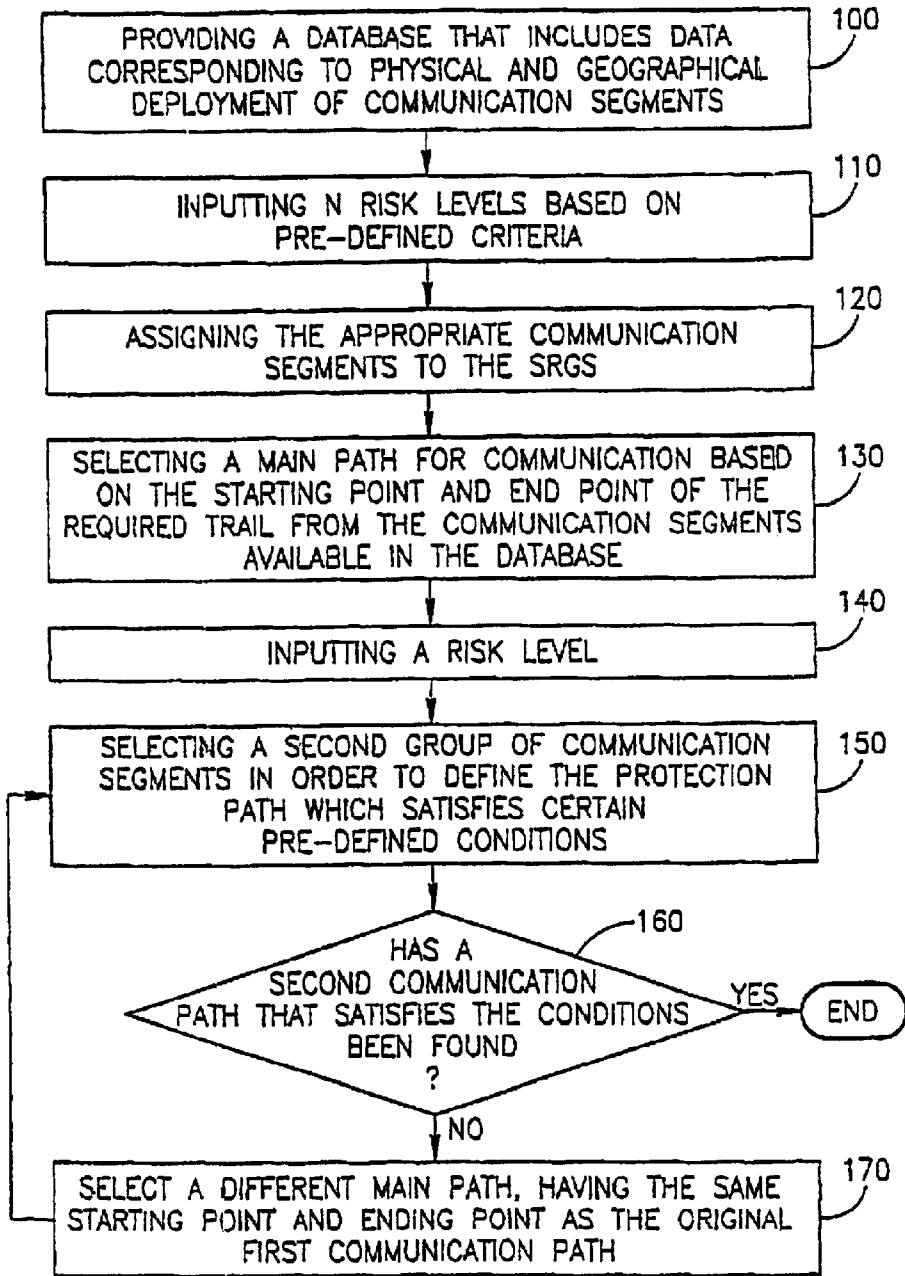 PROVIDING A DATABASE THAT INCLUDES DATA
CORRESPONDING TO PHYSICAL AND GEOGRAPHICAL
DEPLOYMENT OF COMMUNICATION SEGMENTS
100
INPUTTING N RISK LEVELS BASED ON
PRE-DEFINED CRITERIA
110
ASSIGNING THE APPROPRIATE COMMUNICATION
SEGMENTS TO THE SRGS
120
SELECTING A MAIN PATH FOR COMMUNICATION BASED
ON THE STARTING POINT AND END POINT OF THE
REQUIRED TRAIL FROM THE COMMUNICATION SEGMENTS
AVAILABLE IN THE DATABASE
130
INPUTTING A RISK LEVEL
140
SELECTING A SECOND GROUP OF COMMUNICATION
SEGMENTS IN ORDER TO DEFINE THE PROTECTION
PATH WHICH SATISFIES CERTAIN
PRE-DEFINED CONDITIONS
150
HAS A
SECOND COMMUNICATION
PATH THAT SATISFIES THE CONDITIONS
BEEN FOUND
?
160
YES
END
NO
SELECT A DIFFERENT MAIN PATH, HAVING THE SAME
STARTING POINT AND ENDING POINT AS THE ORIGINAL
FIRST COMMUNICATION PATH
170